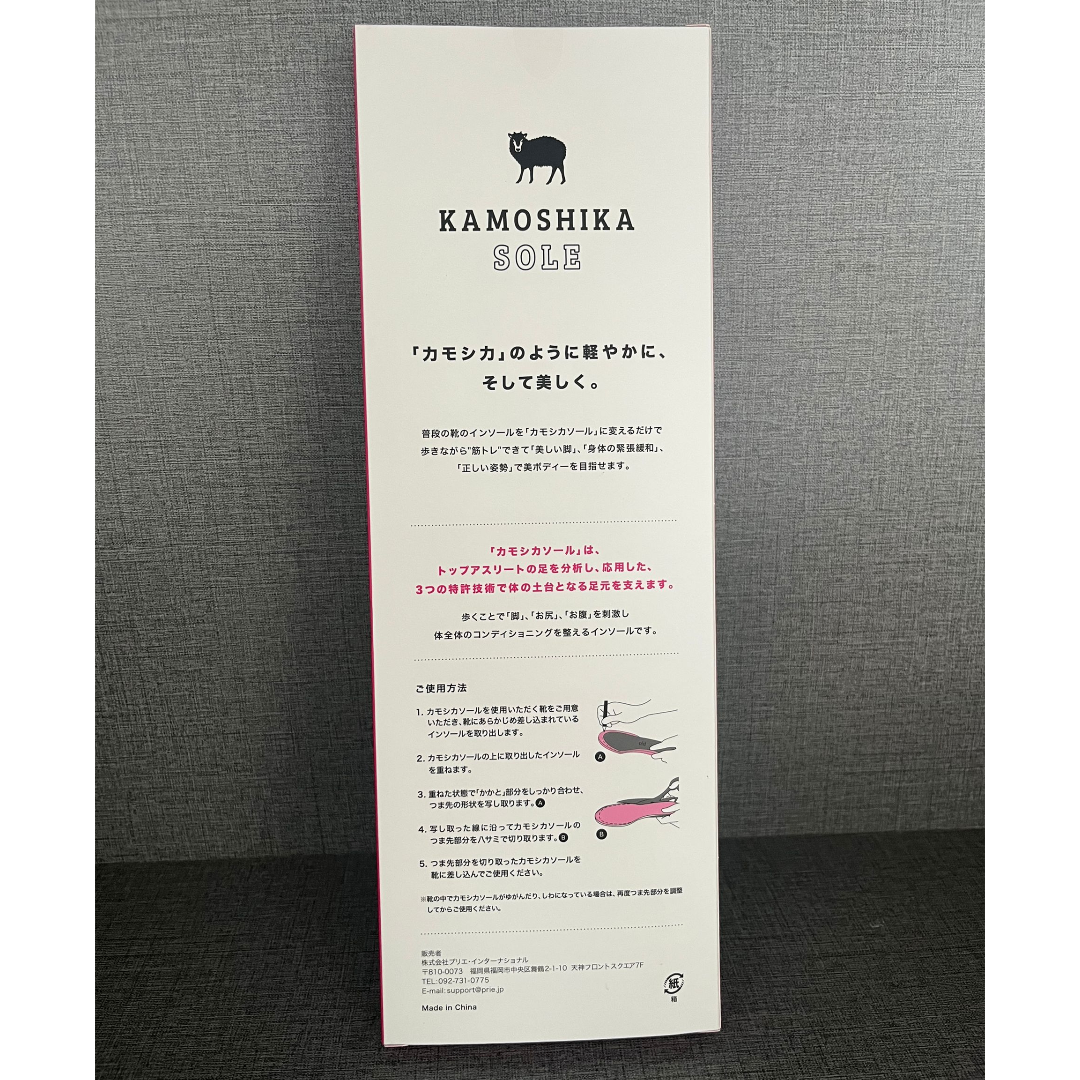 KAMOSHIKA
SOLE
「カモシカ」のように軽やかに、
そして美しく。
普段の靴のインソールを「カモシカソール」に変えるだけで
歩きながら"筋トレ"できて「美しい脚」、「身体の緊張緩和」、
「正しい姿勢」で美ボディーを目指せます。
「カモシカソール」は、
トップアスリートの足を分析し、応用した、
3つの特許技術で体の土台となる足元を支えます。
歩くことで「脚」、「お尻」、「お腹」を刺激し
体全体のコンディショニングを整えるインソールです。
ご使用方法
1. カモシカソールを使用いただく靴をご用意
いただき、靴にあらかじめ差し込まれている
インソールを取り出します。
2. カモシカソールの上に取り出したインソール
を重ねます。
3. 重ねた状態で「かかと」部分をしっかり合わせ、
つま先の形状を写し取ります。A
4. 写し取った線に沿ってカモシカソールの
つま先部分をハサミで切り取ります。B
5. つま先部分を切り取ったカモシカソールを
靴に差し込んでご使用ください。
A
B
※靴の中でカモシカソールがゆがんだり、しわになっている場合は、再度つま先部分を調整
してからご使用ください。
販売者
株式会社プリエ・インターナショナル
〒810-0073 福岡県福岡市中央区舞鶴2-1-10 天神フロントスクエア7F
TEL:092-731-0775
E-mail:support@prie.jp
Made in China
紙
箱